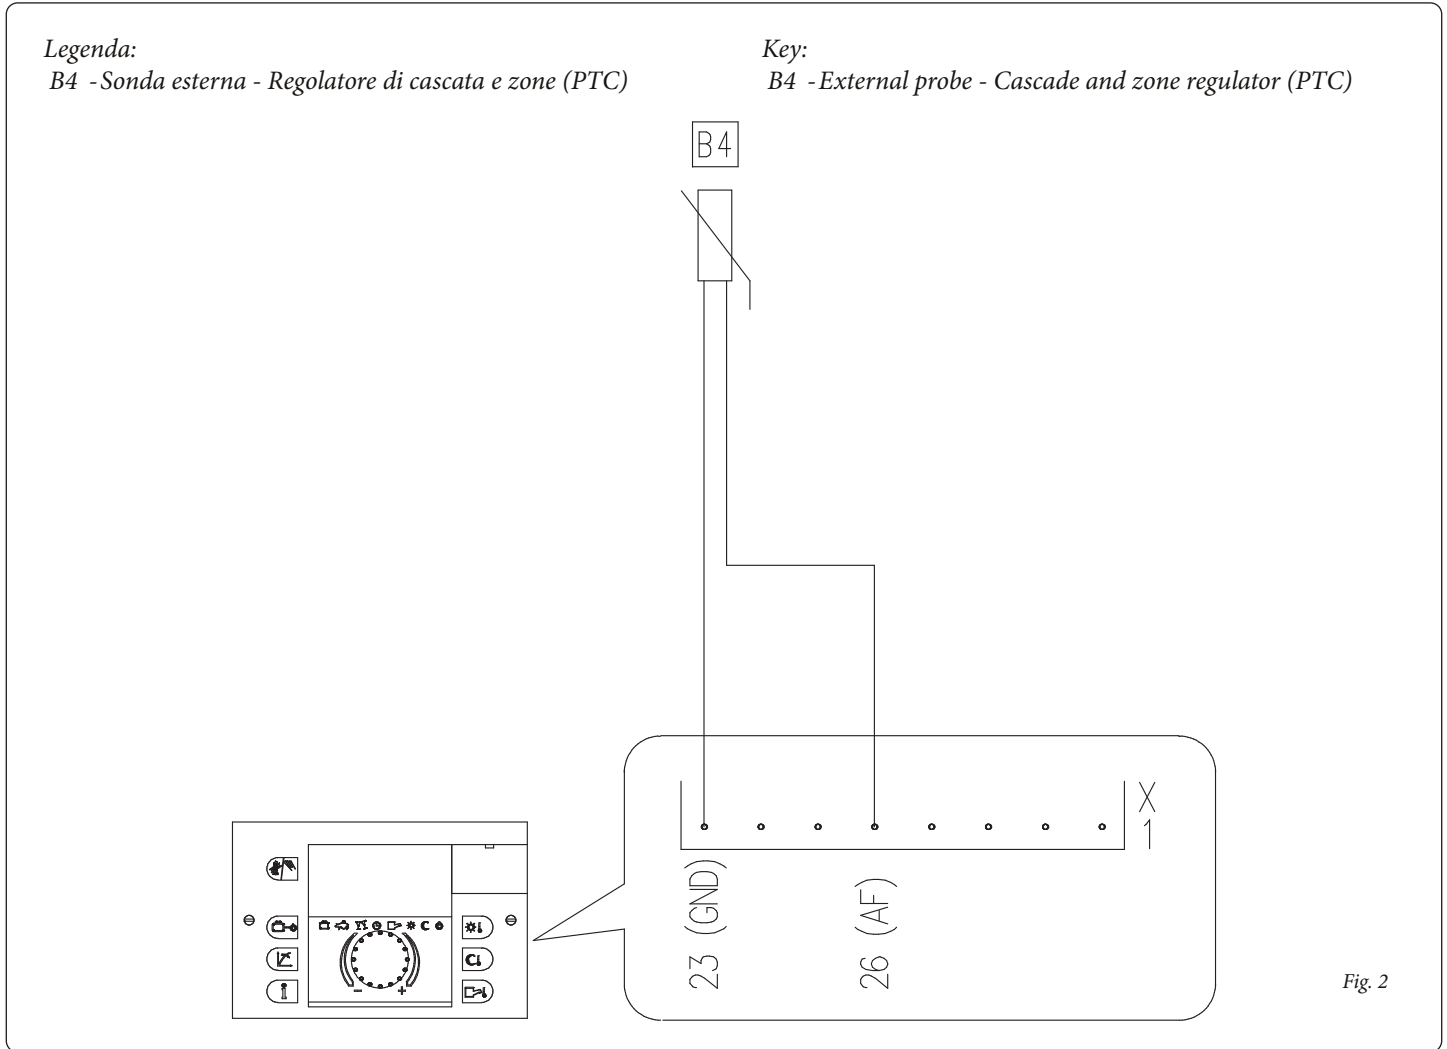 Legenda:
B4 - Sonda esterna - Regolatore di cascata e zone (PTC)
Key:
B4 - External probe - Cascade and zone regulator (PTC)
B4
X
1
23 (GND)
26 (AF)
Fig. 2